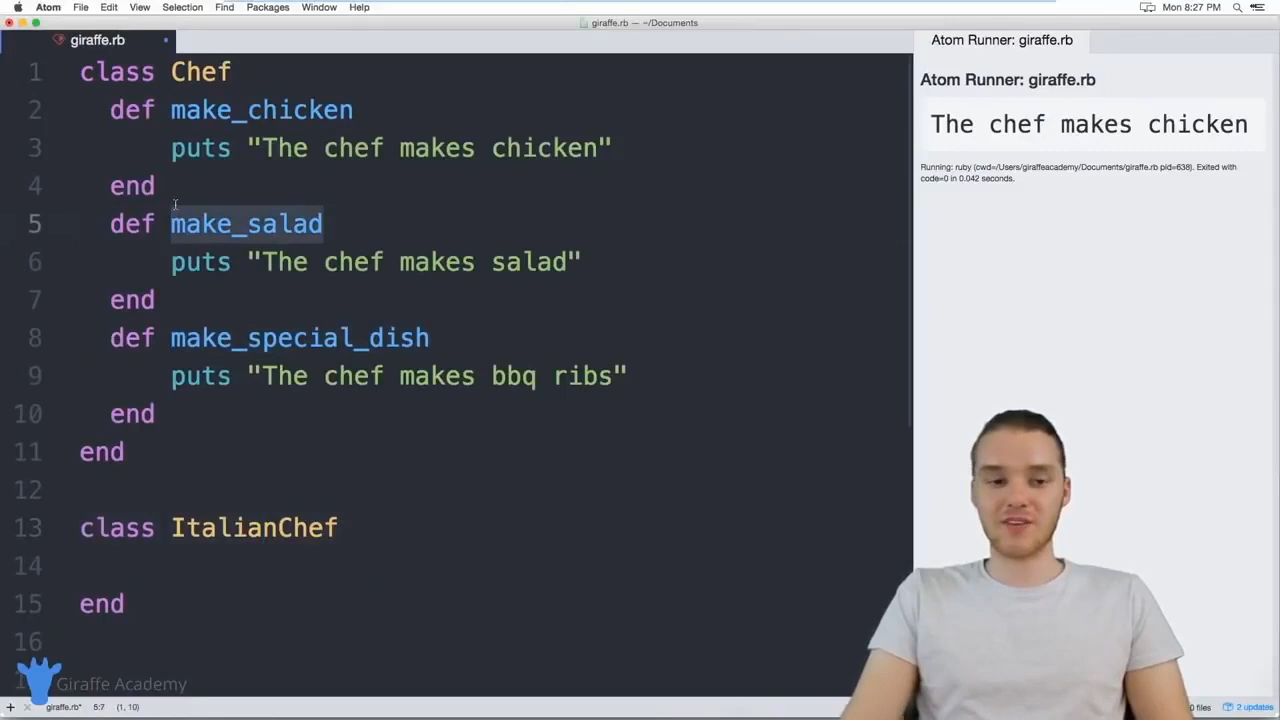 Atom File Edit View Selection Find Packages Window Help Mon 8:27 PM
giraffe.rb — ~/Documents
giraffe.rb
Atom Runner: giraffe.rb
1 class Chef
2 def make_chicken
3 puts "The chef makes chicken"
4 end
5 def make_salad
6 puts "The chef makes salad"
7 end
8 def make_special_dish
9 puts "The chef makes bbq ribs"
10 end
11 end
12
13 class ItalianChef
14
15 end
16
Atom Runner: giraffe.rb
The chef makes chicken
Running: ruby (cwd=/Users/giraffeacademy/Documents/giraffe.rb pid=638). Exited with
code=0 in 0.042 seconds.
Giraffe Academy
giraffe.rb* 5:7 (1, 10) files 2 updates